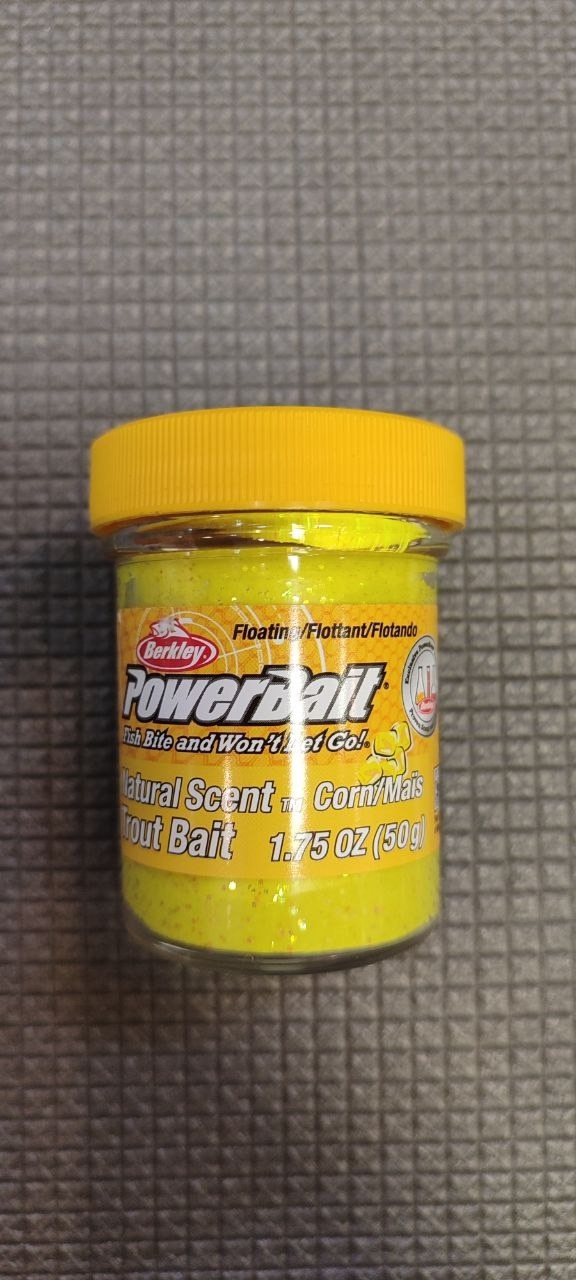 Floating/Flottant/Flotando
Berkley
PowerBait®
Fish Bite and Won't Let Go!®
Natural Scent™ Corn/Maïs
Trout Bait 1.75 OZ (50g)